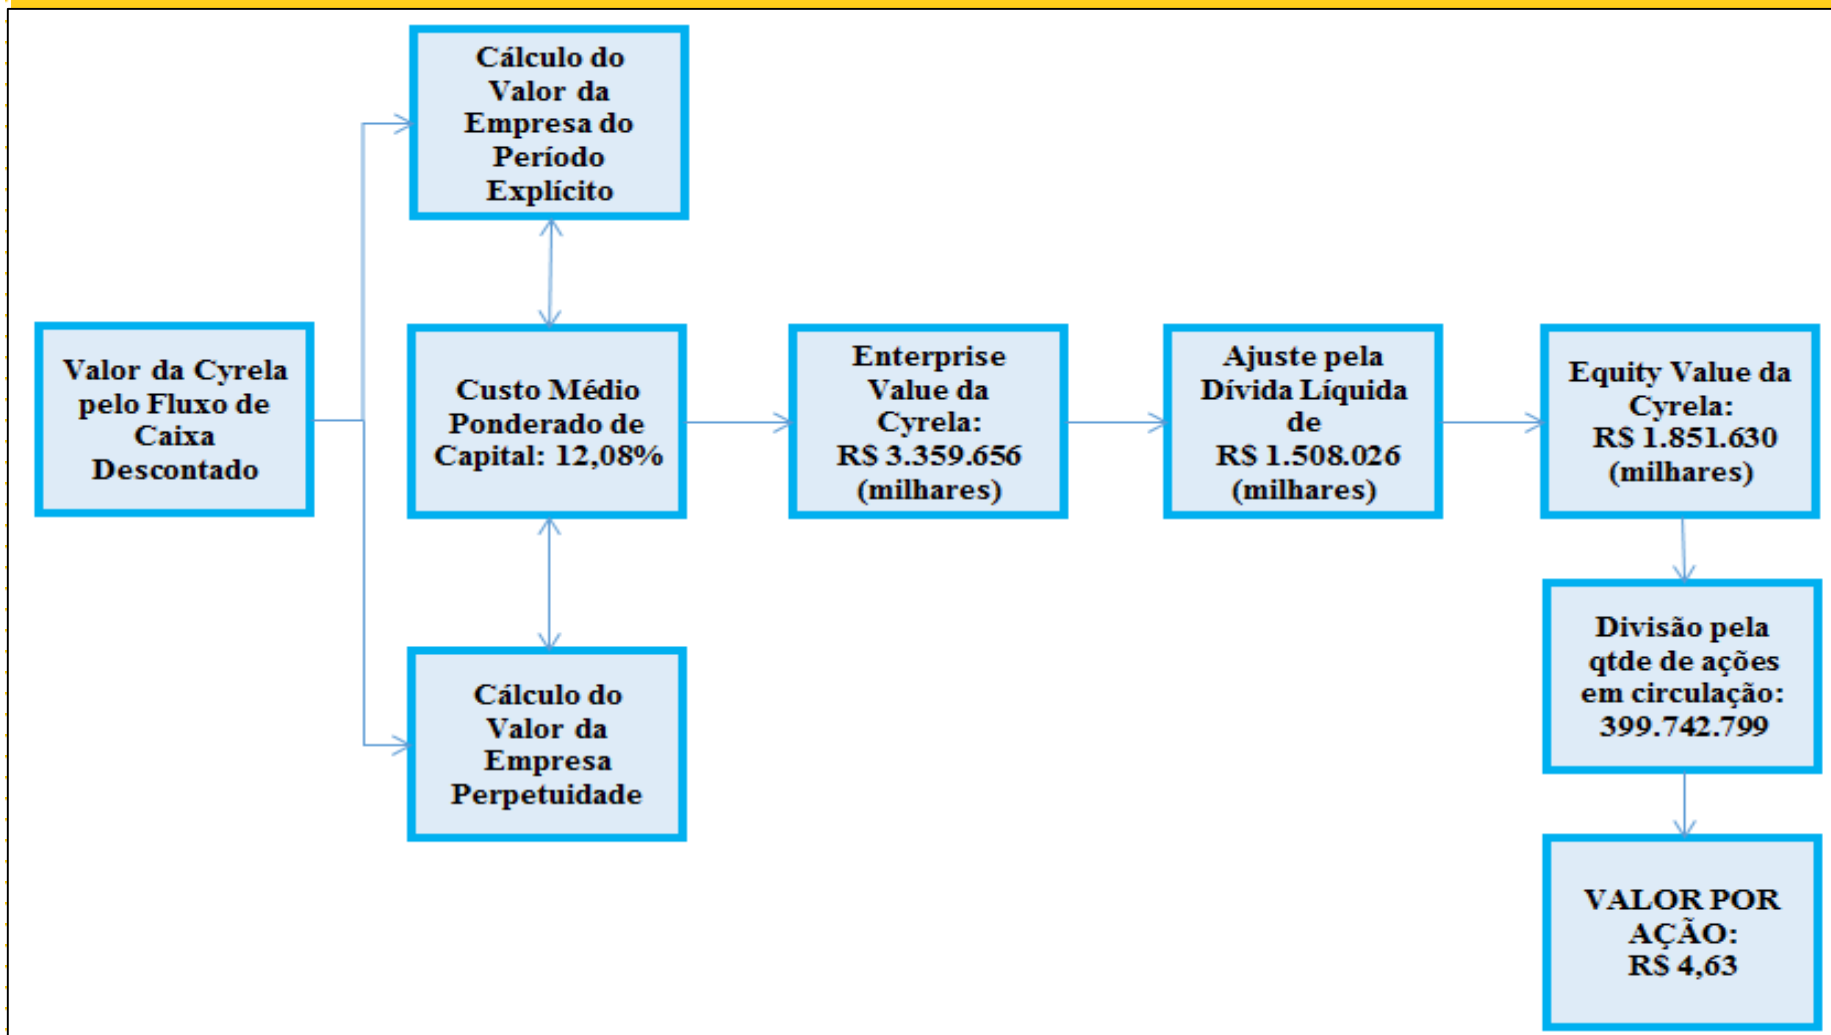 Cálculo do
Valor da
Empresa do
Período
Explícito
Valor da Cyrela
pelo Fluxo de
Caixa
Descontado
Custo Médio
Ponderado de
Capital: 12,08%
Enterprise
Value da
Cyrela:
R$ 3.359.656
(milhares)
Ajuste pela
Dívida Líquida
de
R$ 1.508.026
(milhares)
Equity Value da
Cyrela:
R$ 1.851.630
(milhares)
Cálculo do
Valor da
Empresa
Perpetuidade
Divisão pela
qtde de ações
em circulação:
399.742.799
VALOR POR
AÇÃO:
R$ 4,63